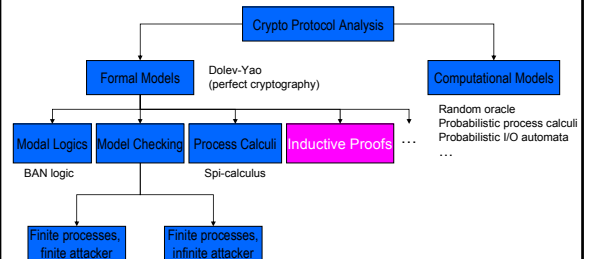 Crypto Protocol Analysis
Formal Models
Dolev-Yao
(perfect cryptography)
Computational Models
Random oracle
Probabilistic process calculi
Probabilistic I/O automata
…
Modal Logics
Model Checking
Process Calculi
Inductive Proofs
…
BAN logic
Spi-calculus
Finite processes,
finite attacker
Finite processes,
infinite attacker